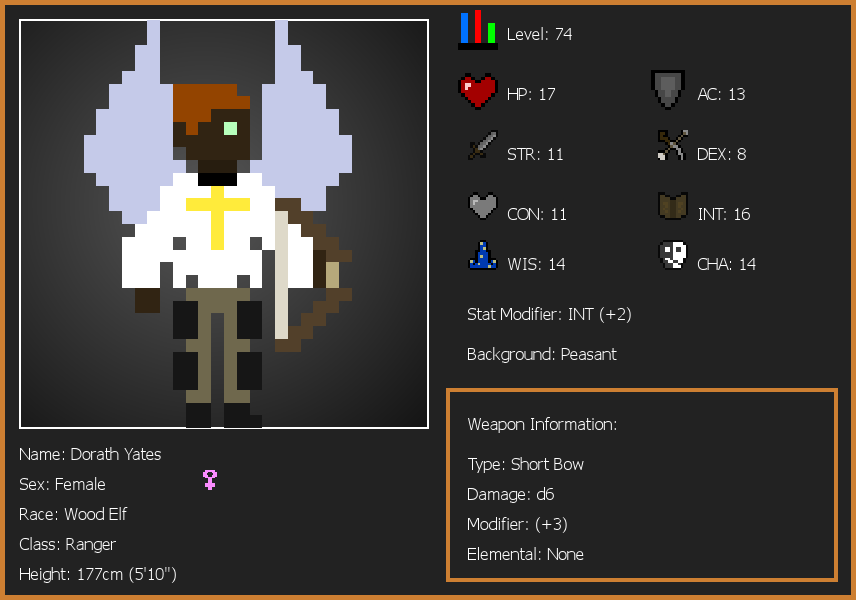 Level: 74
HP: 17
AC: 13
STR: 11
DEX: 8
CON: 11
INT: 16
WIS: 14
CHA: 14
Stat Modifier: INT (+2)
Background: Peasant
Weapon Information:
Type: Short Bow
Damage: d6
Modifier: (+3)
Elemental: None
Name: Dorath Yates
Sex: Female
Race: Wood Elf
Class: Ranger
Height: 177cm (5'10")